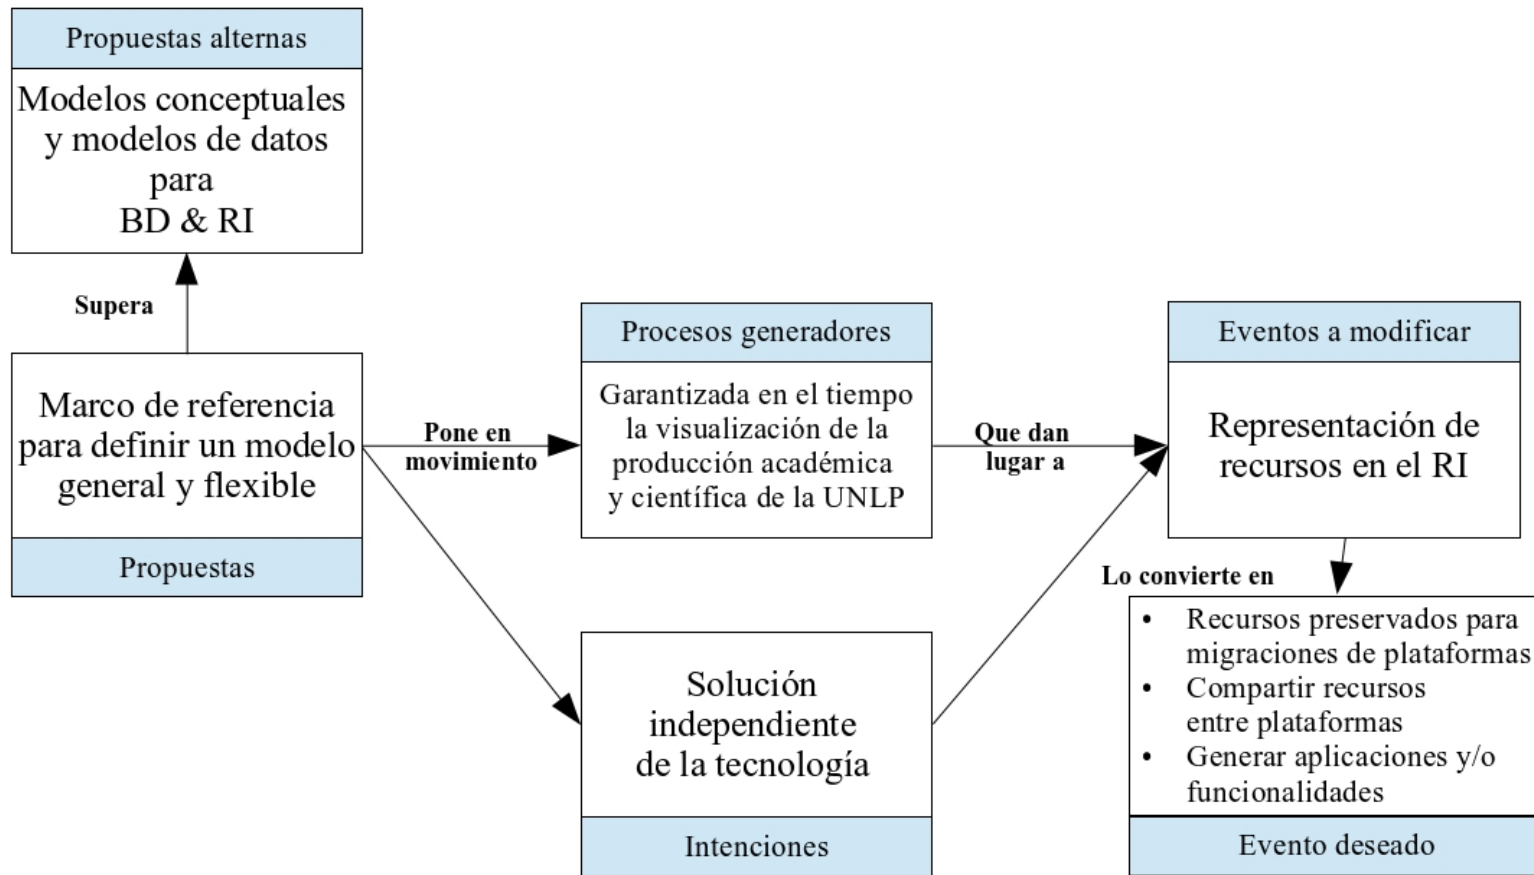 Propuestas alternas
Modelos conceptuales
y modelos de datos
para
BD & RI
Supera
Marco de referencia
para definir un modelo
general y flexible
Propuestas
Pone en
movimiento
Procesos generadores
Garantizada en el tiempo
la visualización de la
producción académica
y científica de la UNLP
Que dan
lugar a
Eventos a modificar
Representación de
recursos en el RI
Solución
independiente
de la tecnología
Intenciones
Lo convierte en
• Recursos preservados para
migraciones de plataformas
• Compartir recursos
entre plataformas
• Generar aplicaciones y/o
funcionalidades
Evento deseado